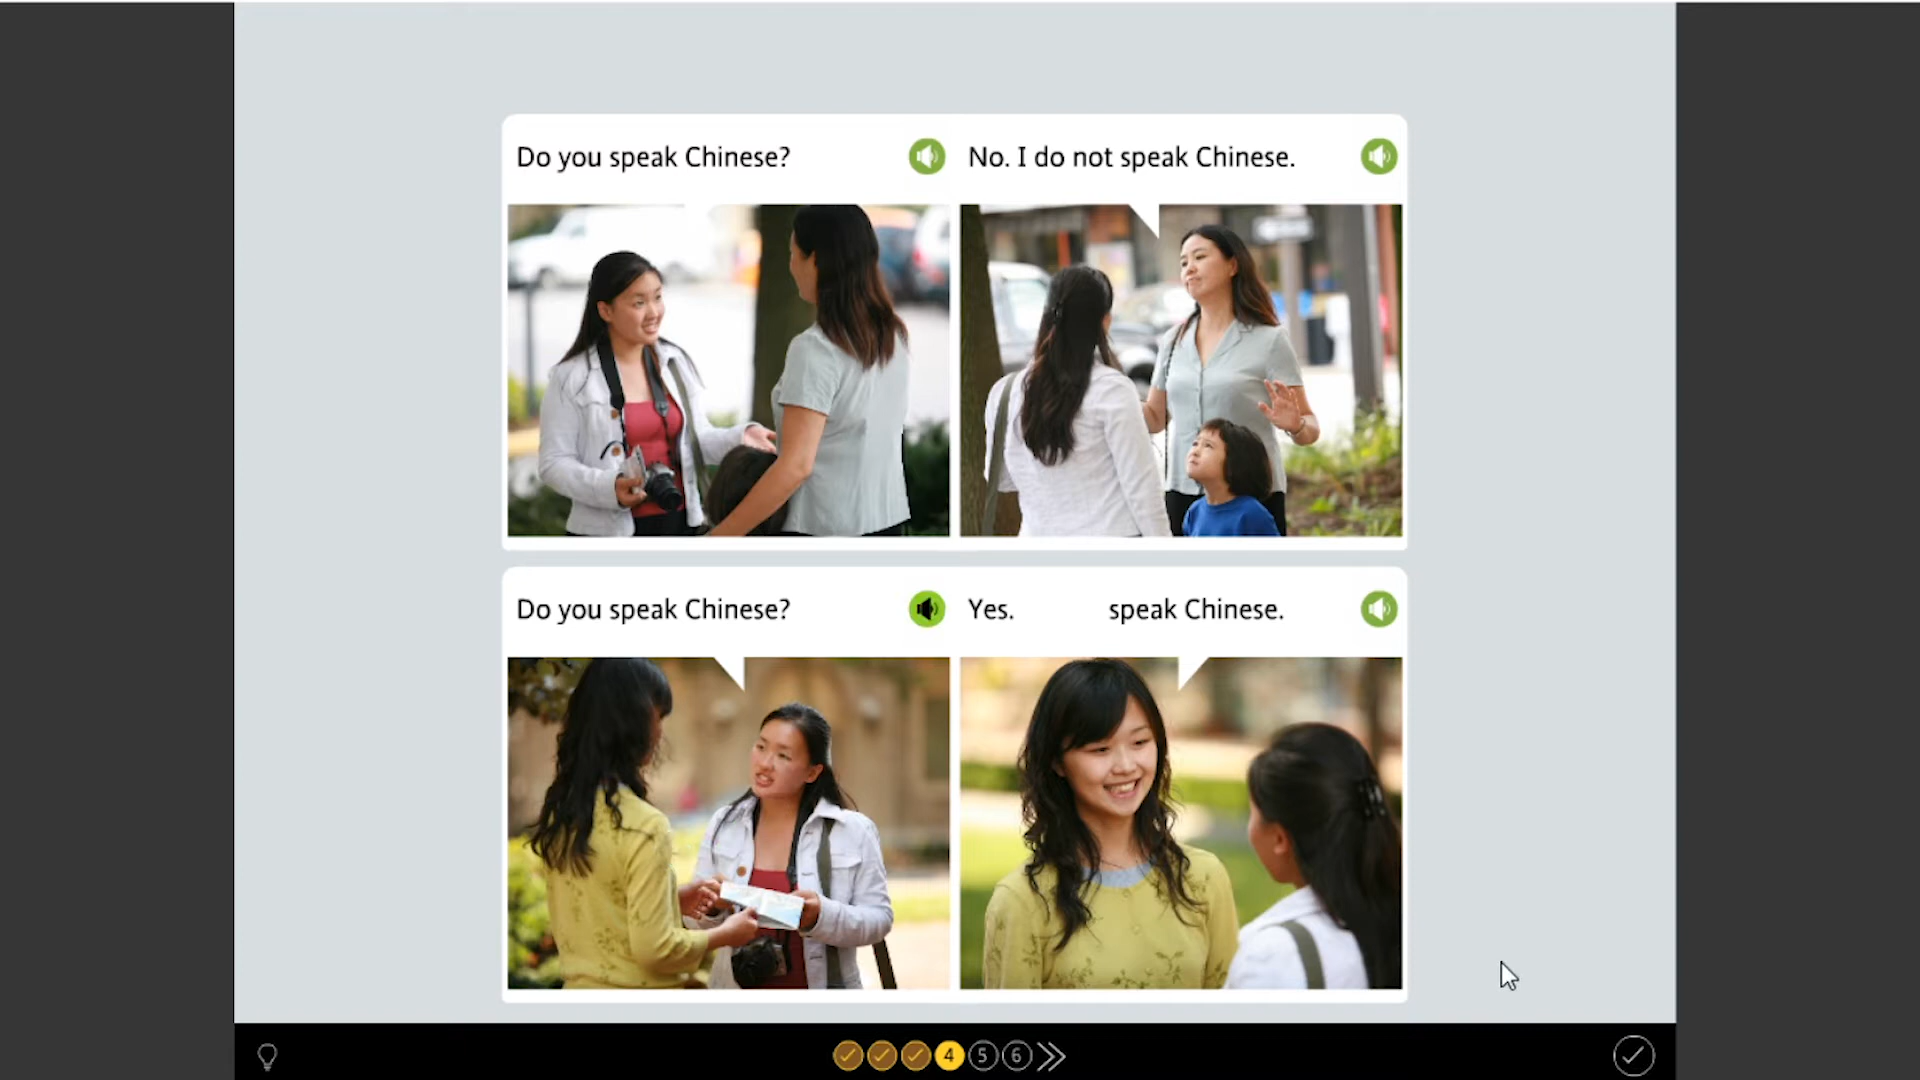 Do you speak Chinese?
No. I do not speak Chinese.
Do you speak Chinese?
Yes. speak Chinese.
4 5 6